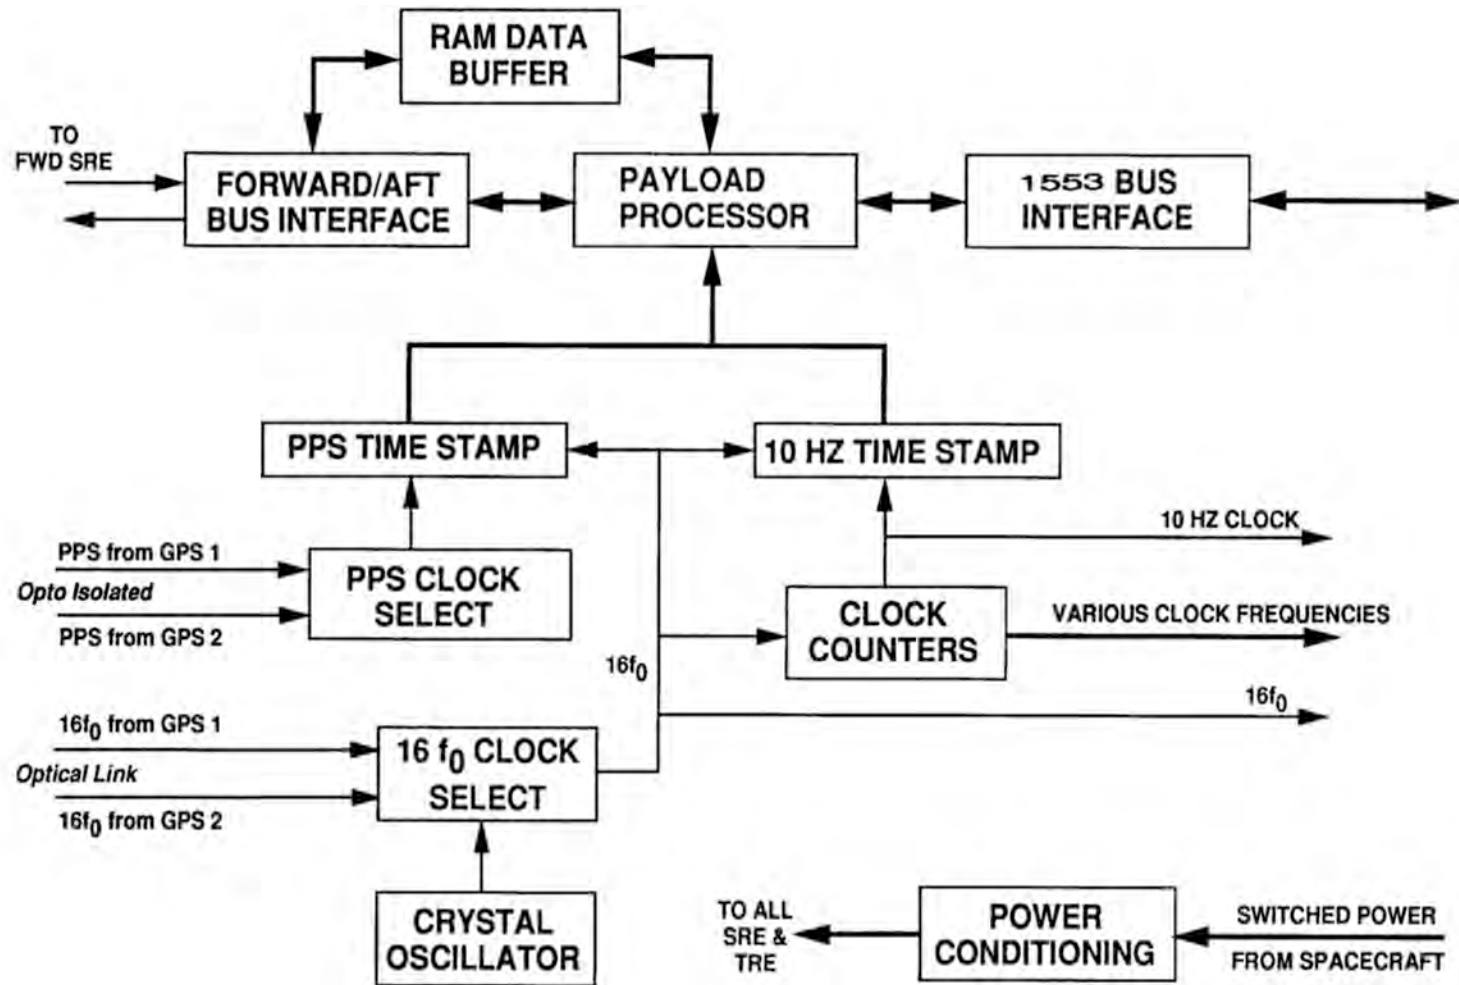 RAM DATA
BUFFER
TO
FWD SRE
FORWARD/AFT
BUS INTERFACE
PAYLOAD
PROCESSOR
1553 BUS
INTERFACE
PPS TIME STAMP
10 HZ TIME STAMP
10 HZ CLOCK
PPS from GPS 1
Opto Isolated
PPS from GPS 2
PPS CLOCK
SELECT
CLOCK
COUNTERS
VARIOUS CLOCK FREQUENCIES
16f₀
16f₀
16f₀ from GPS 1
Optical Link
16f₀ from GPS 2
16 f₀ CLOCK
SELECT
CRYSTAL
OSCILLATOR
TO ALL
SRE &
TRE
POWER
CONDITIONING
SWITCHED POWER
FROM SPACECRAFT